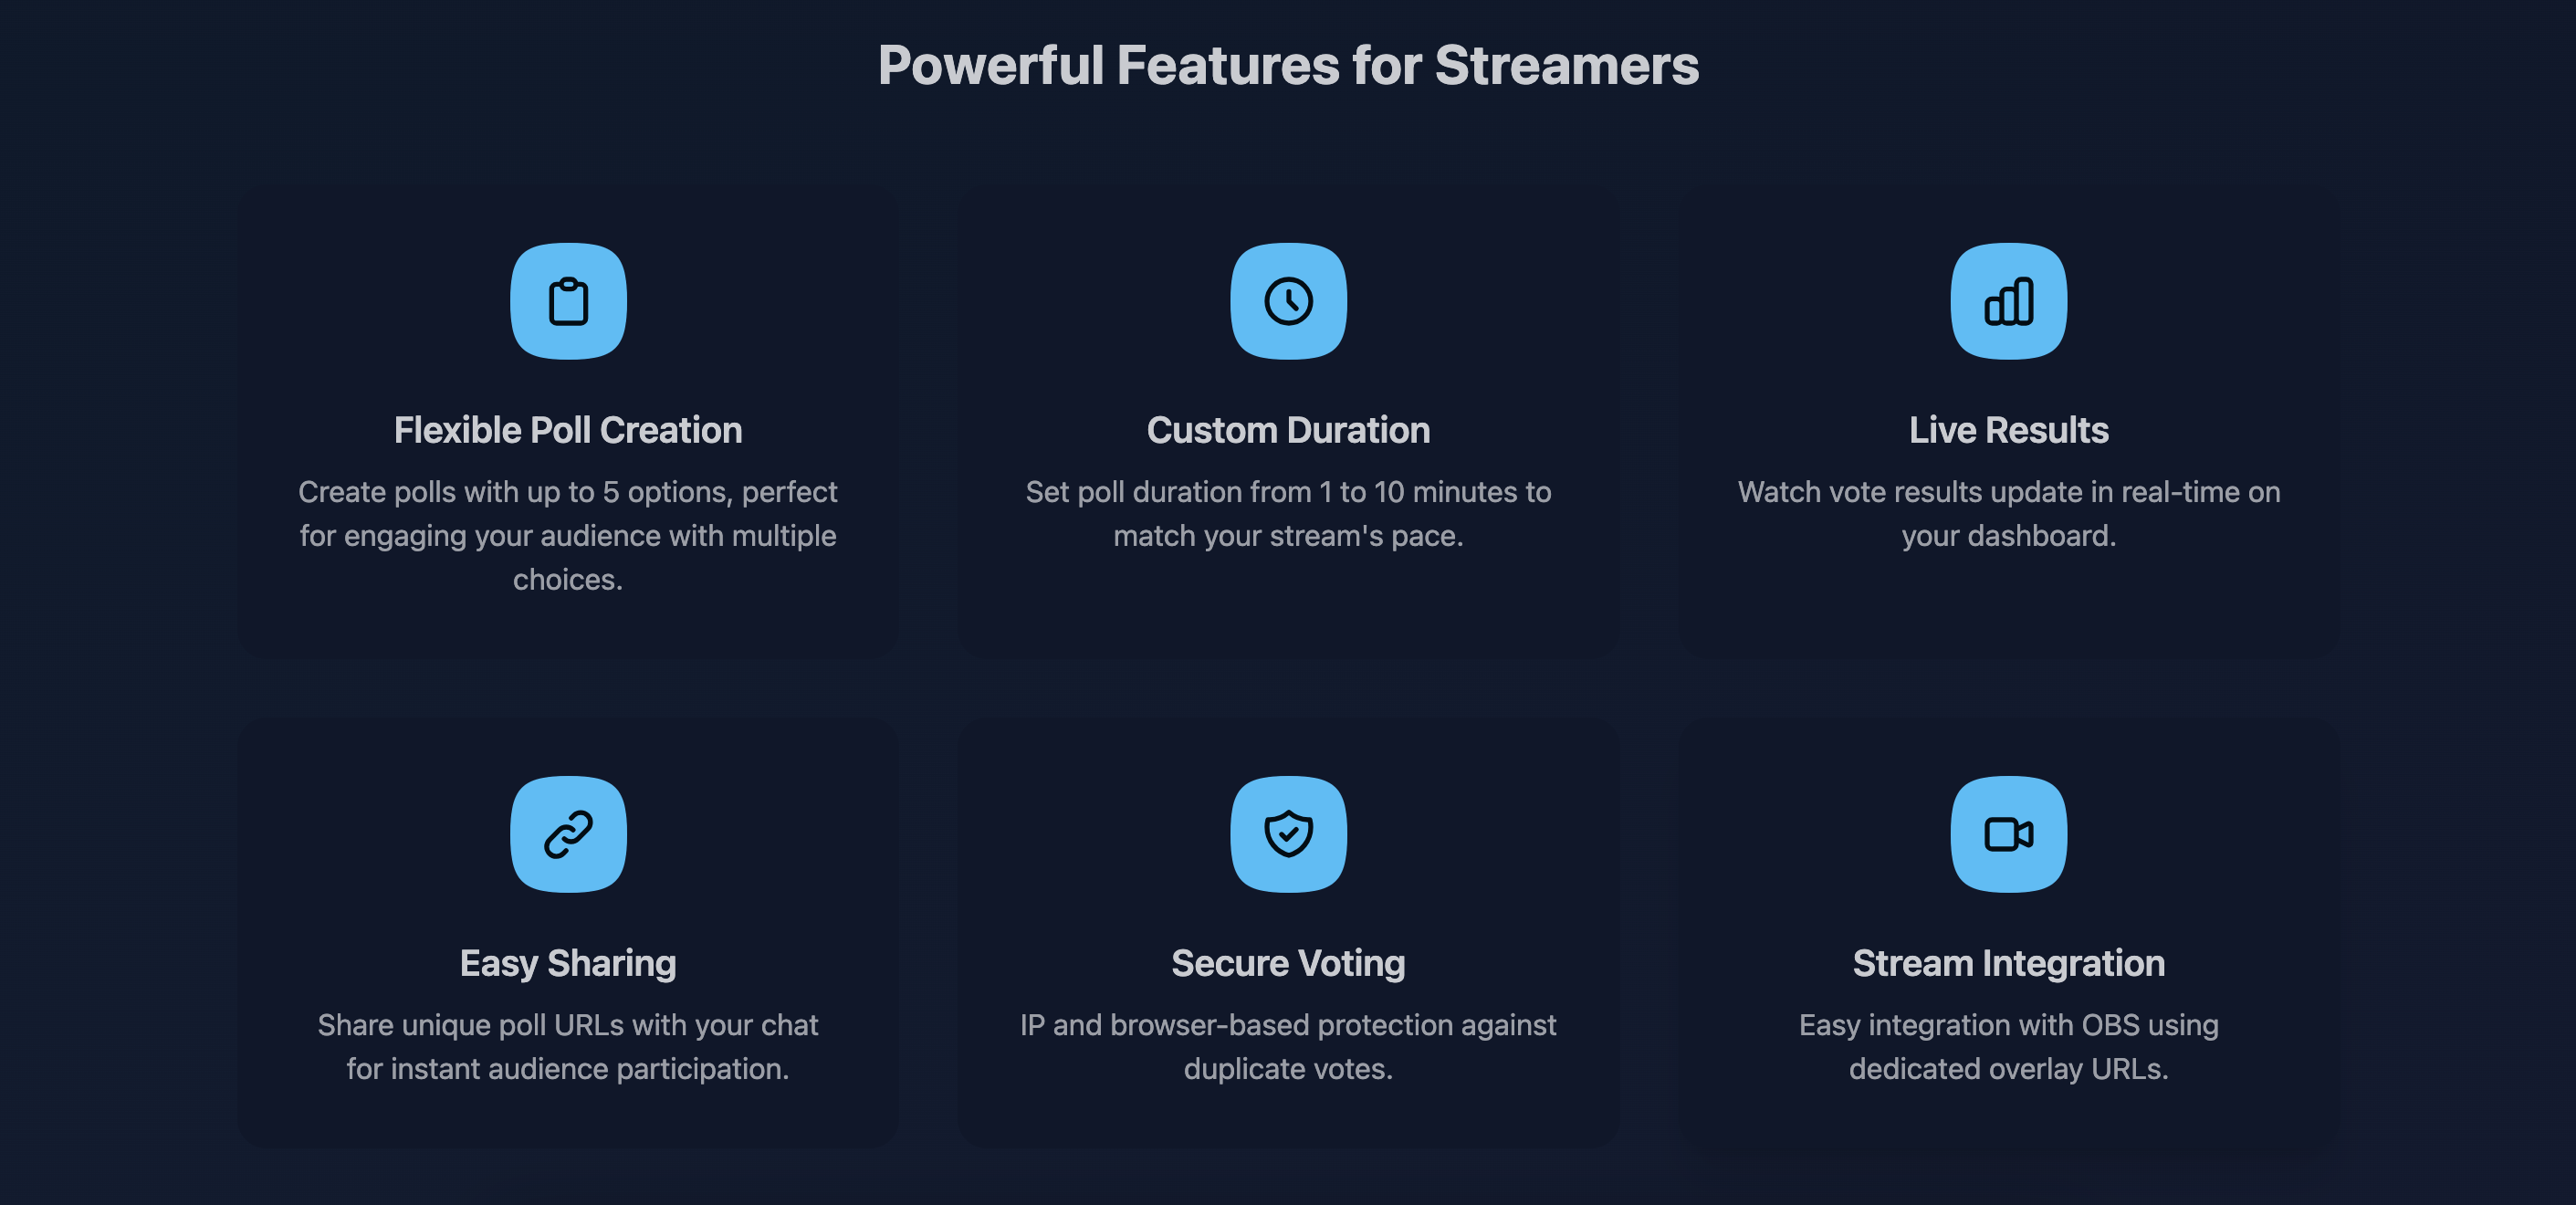 Powerful Features for Streamers
Flexible Poll Creation
Create polls with up to 5 options, perfect
for engaging your audience with multiple
choices.
Custom Duration
Set poll duration from 1 to 10 minutes to
match your stream's pace.
Live Results
Watch vote results update in real-time on
your dashboard.
Easy Sharing
Share unique poll URLs with your chat
for instant audience participation.
Secure Voting
IP and browser-based protection against
duplicate votes.
Stream Integration
Easy integration with OBS using
dedicated overlay URLs.